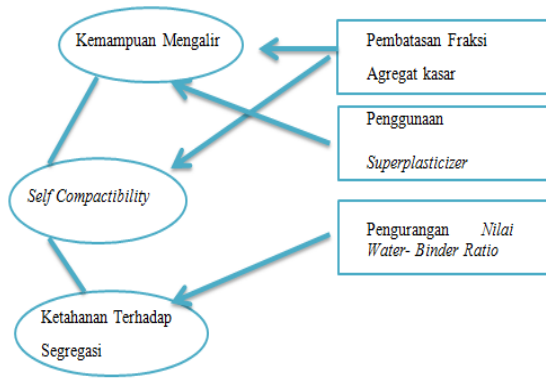 Kemampuan Mengalir
Pembatasan Fraksi
Agregat kasar
Penggunaan
Superplasticizer
Self Compactibility
Pengurangan Nilai
Water- Binder Ratio
Ketahanan Terhadap
Segregasi